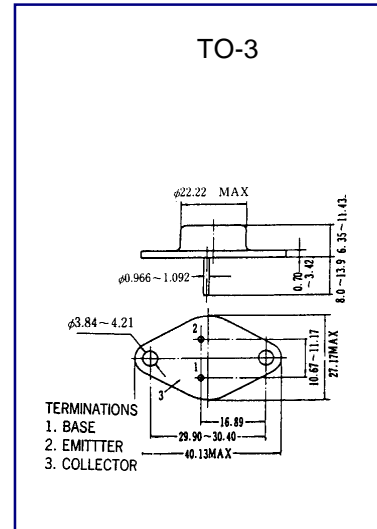 TO-3
φ22.22 MAX
6.35~11.43
φ0.966~1.092
0.70
~3.42
8.0~13.9
φ3.84~4.21
2
1
3
10.67~11.17
27.17MAX
16.89
29.90~30.40
40.13MAX
TERMINATIONS
1. BASE
2. EMITTTER
3. COLLECTOR